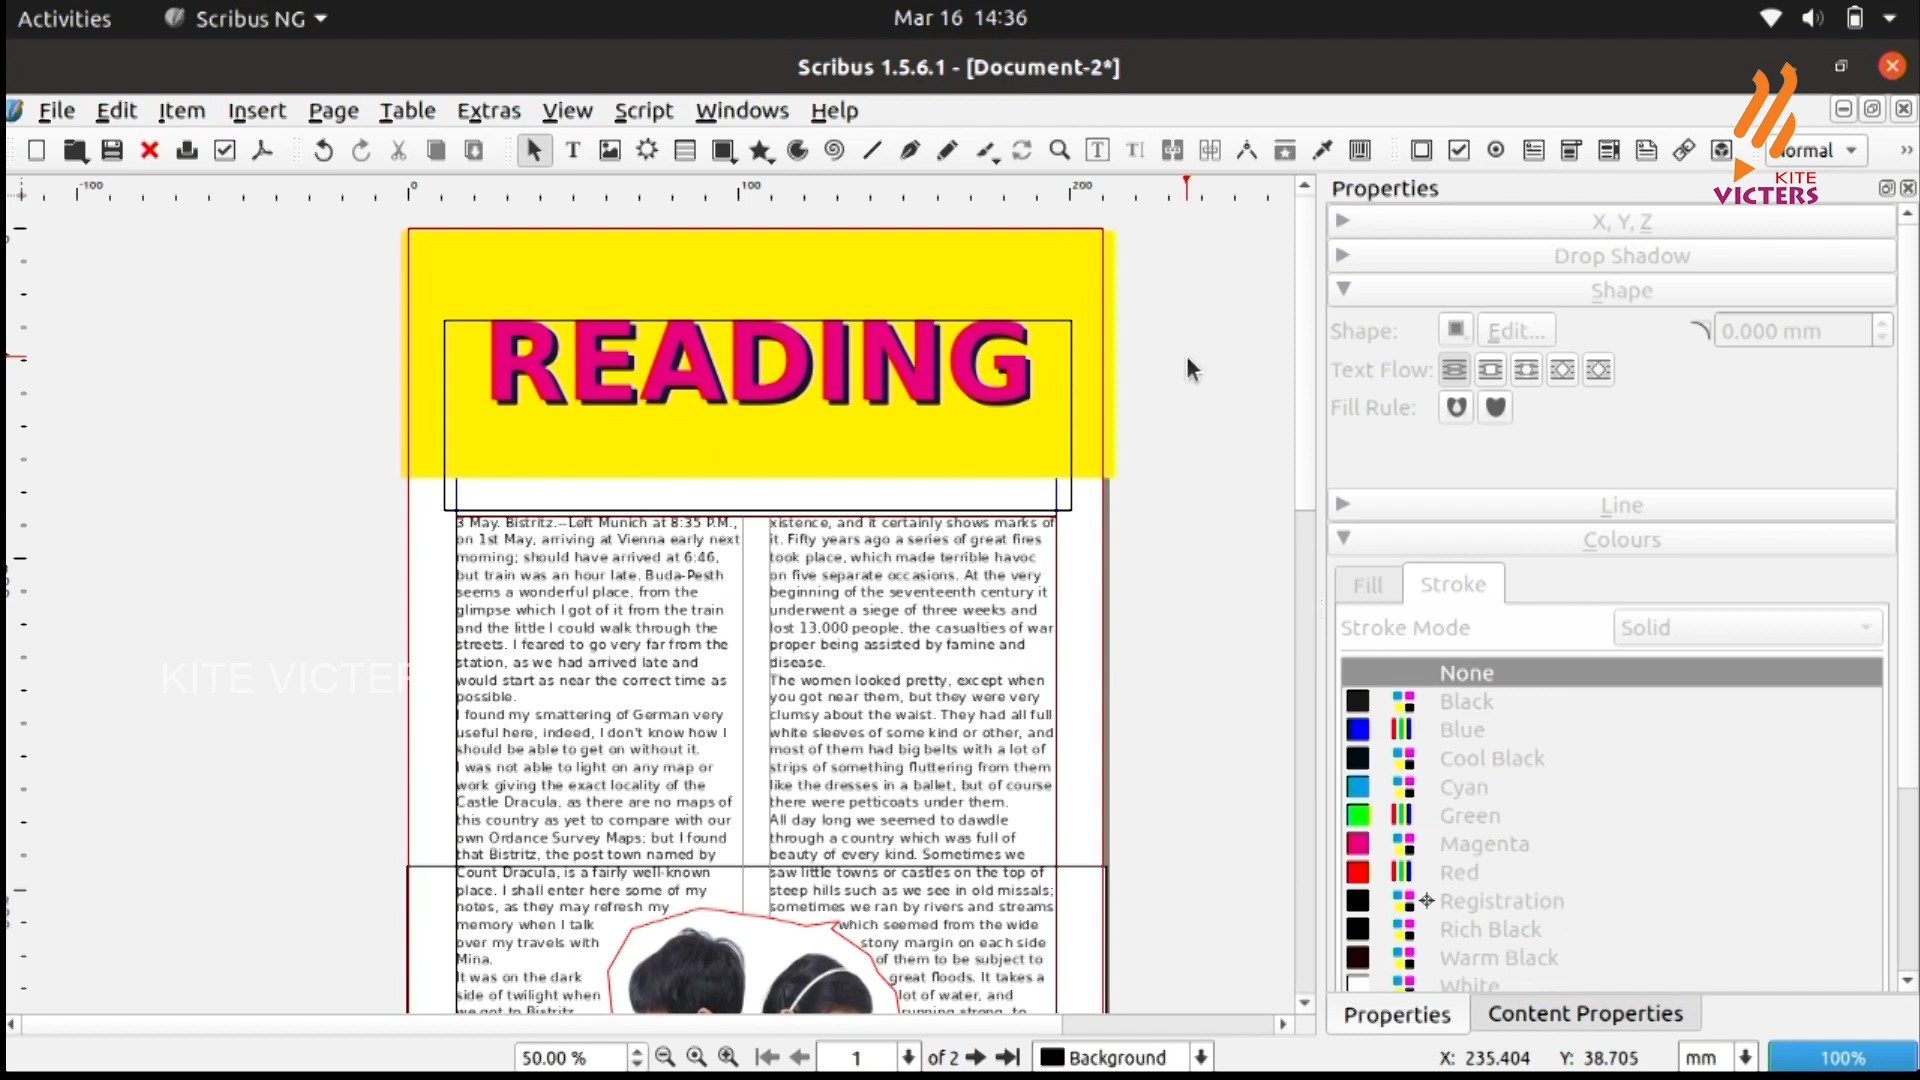 Activities
Scribus NG
Mar 16 14:36
Scribus 1.5.6.1 - [Document-2*]
File Edit Item Insert Page Table Extras View Script Windows Help
KITE
VICTERS
-100 0 100 200
Properties
X, Y, Z
Drop Shadow
Shape
Shape: Edit... 0.000 mm
Text Flow:
Fill Rule:
Line
Colours
Fill Stroke
Stroke Mode Solid
None
Black
Blue
Cool Black
Cyan
Green
Magenta
Red
Registration
Rich Black
Warm Black
White
Properties Content Properties
READING
3 May. Bistritz.--Left Munich at 8:35 P.M.,
on 1st May, arriving at Vienna early next
morning; should have arrived at 6:46,
but train was an hour late. Buda-Pesth
seems a wonderful place, from the
glimpse which I got of it from the train
and the little I could walk through the
streets. I feared to go very far from the
station, as we had arrived late and
would start as near the correct time as
possible.
I found my smattering of German very
useful here, indeed, I don't know how I
should be able to get on without it.
I was not able to light on any map or
work giving the exact locality of the
Castle Dracula, as there are no maps of
this country as yet to compare with our
own Ordance Survey Maps; but I found
that Bistritz, the post town named by
Count Dracula, is a fairly well-known
place. I shall enter here some of my
notes, as they may refresh my
memory when I talk
over my travels with
Mina.
It was on the dark
side of twilight when
we got to Bistritz
xistence, and it certainly shows marks of
it. Fifty years ago a series of great fires
took place, which made terrible havoc
on five separate occasions. At the very
beginning of the seventeenth century it
underwent a siege of three weeks and
lost 13,000 people, the casualties of war
proper being assisted by famine and
disease.
The women looked pretty, except when
you got near them, but they were very
clumsy about the waist. They had all full
white sleeves of some kind or other, and
most of them had big belts with a lot of
strips of something fluttering from them
like the dresses in a ballet, but of course
there were petticoats under them.
All day long we seemed to dawdle
through a country which was full of
beauty of every kind. Sometimes we
saw little towns or castles on the top of
steep hills such as we see in old missals;
sometimes we ran by rivers and streams
which seemed from the wide
stony margin on each side
of them to be subject to
great floods. It takes a
lot of water, and
running strong, to
KITE VICTER
50.00 % 1 of 2 Background X: 235.404 Y: 38.705 mm 100%